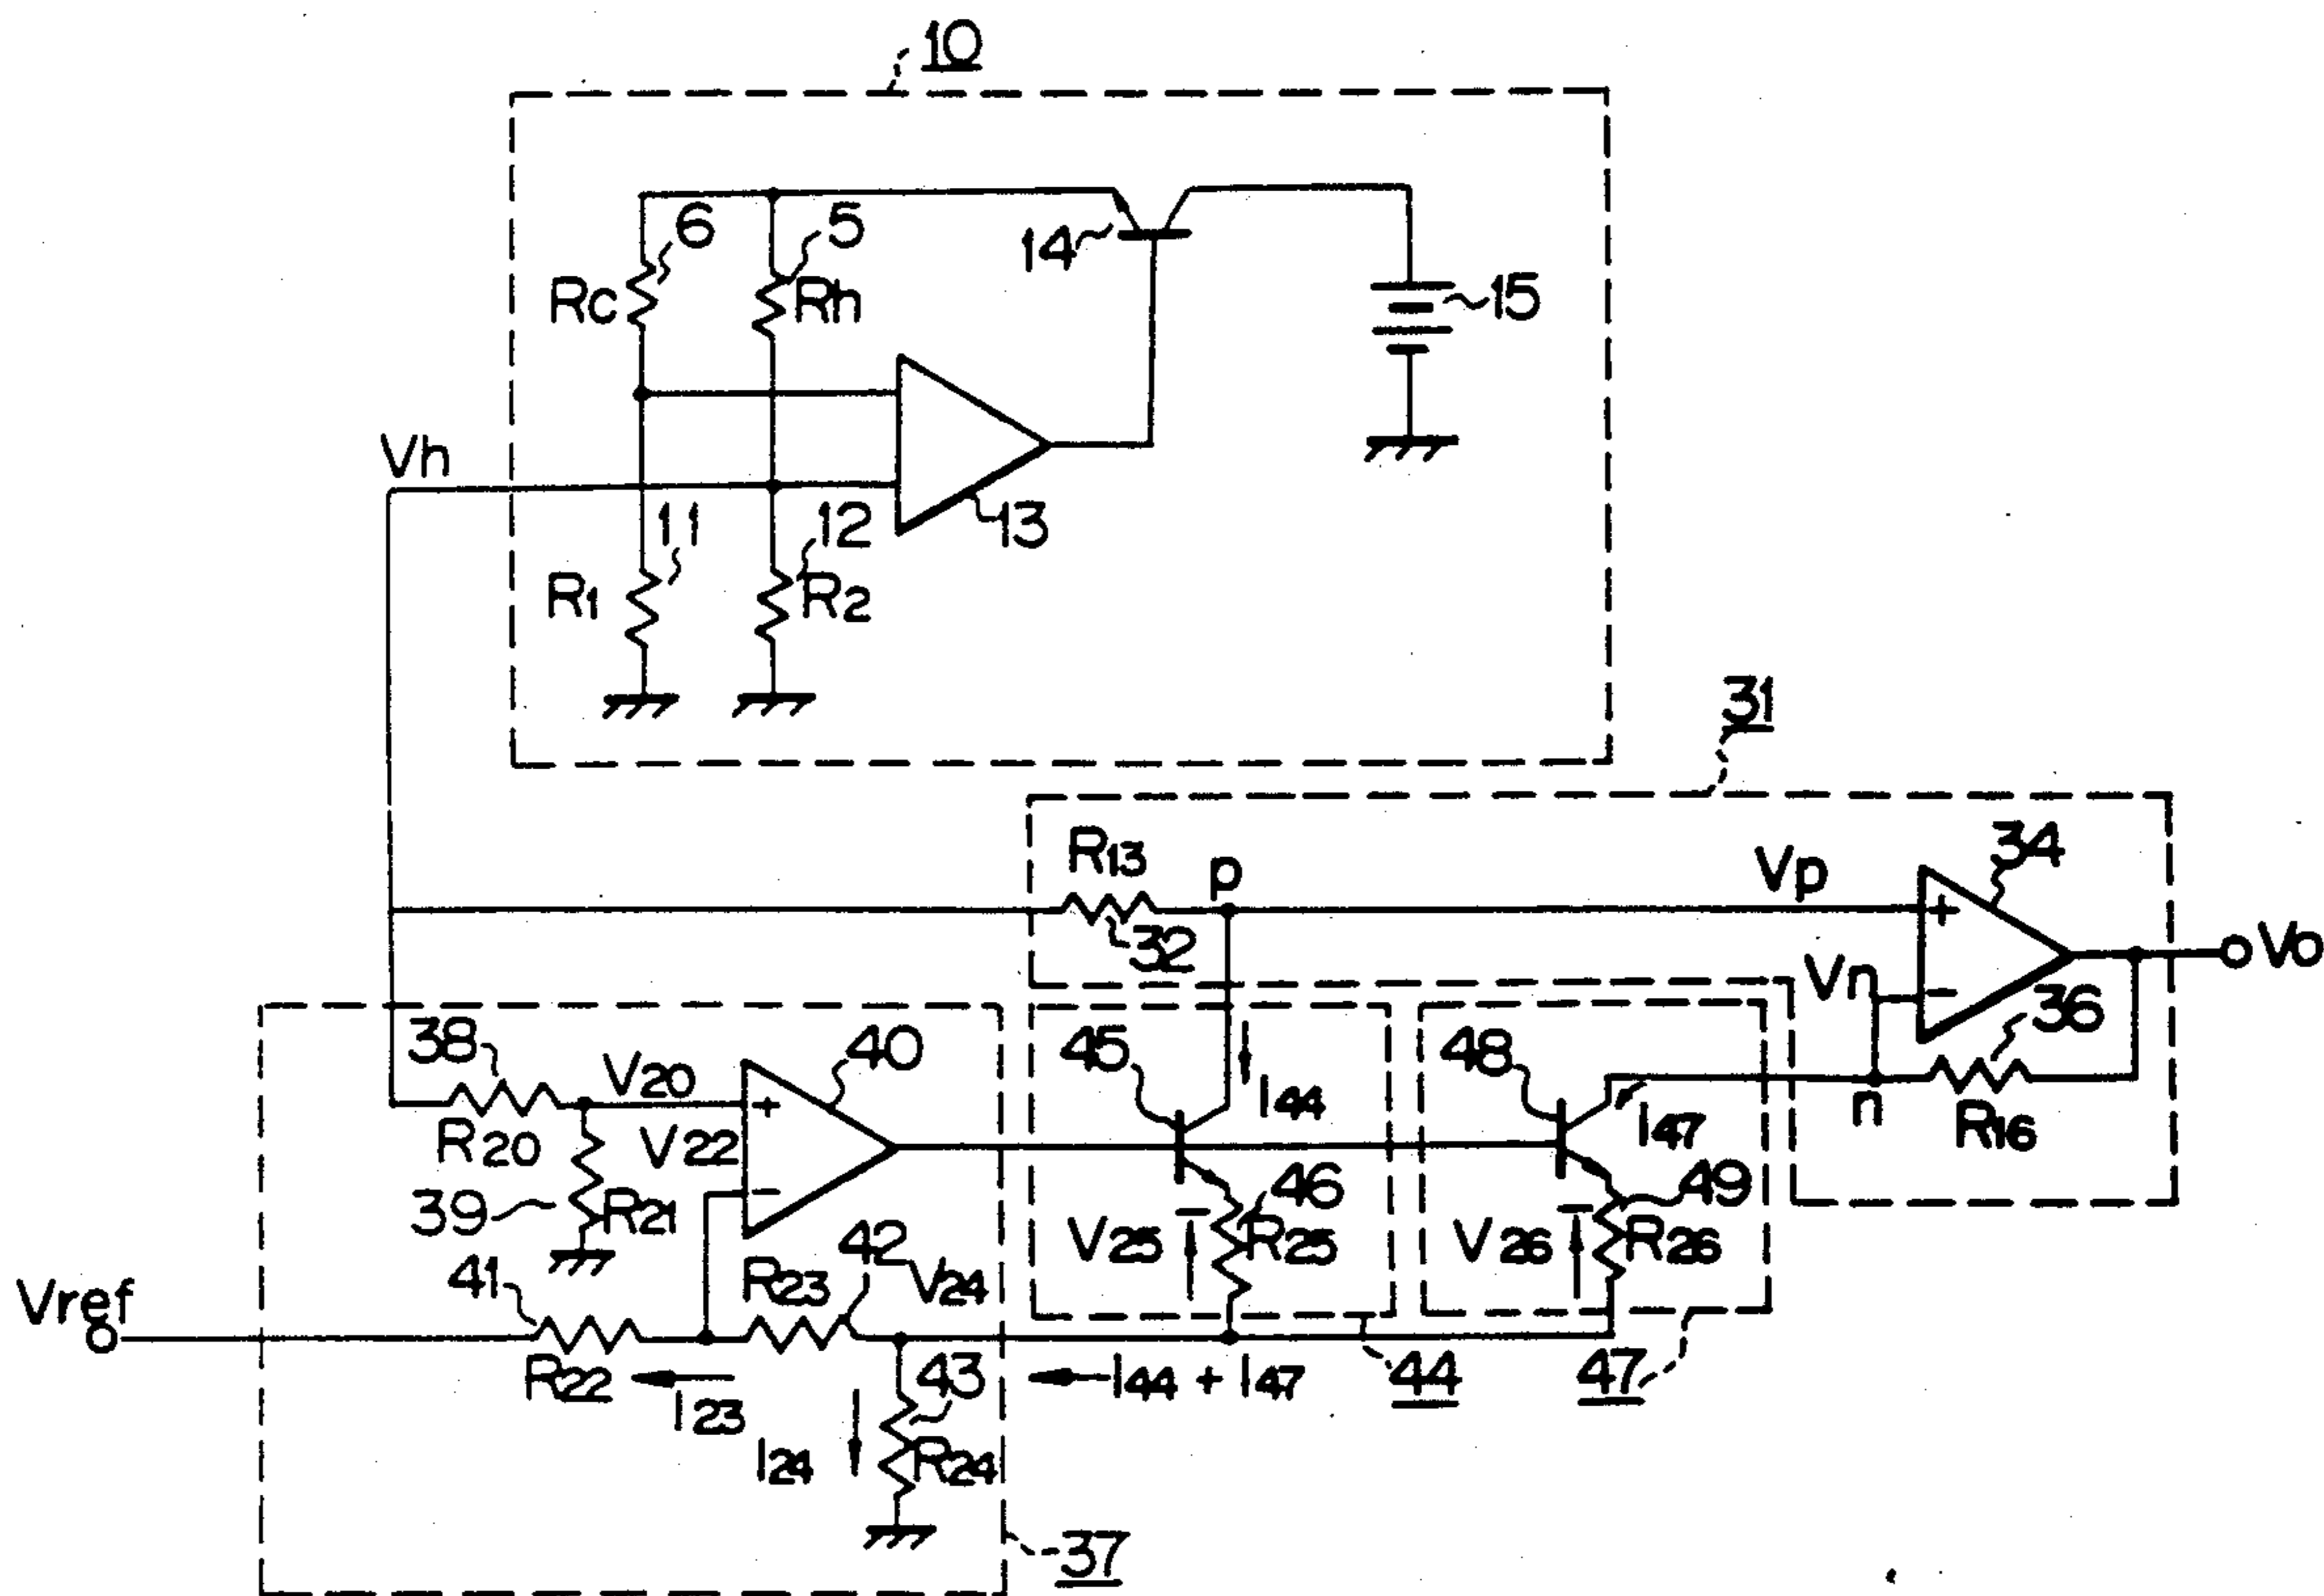 10
6
5
Rc
Rh
14
15
Vh
11
12
13
R1
R2
31
R13
P
Vp
34
+
Vo
32
Vn
-
36
38
V20
40
45
48
I44
n
R16
I47
R20
V22
+
39
R21
-
46
49
V25
R25
V26
R26
Vref
41
R23
42
V24
R22
I23
43
I44 + I47
44
47
I24
R24
37